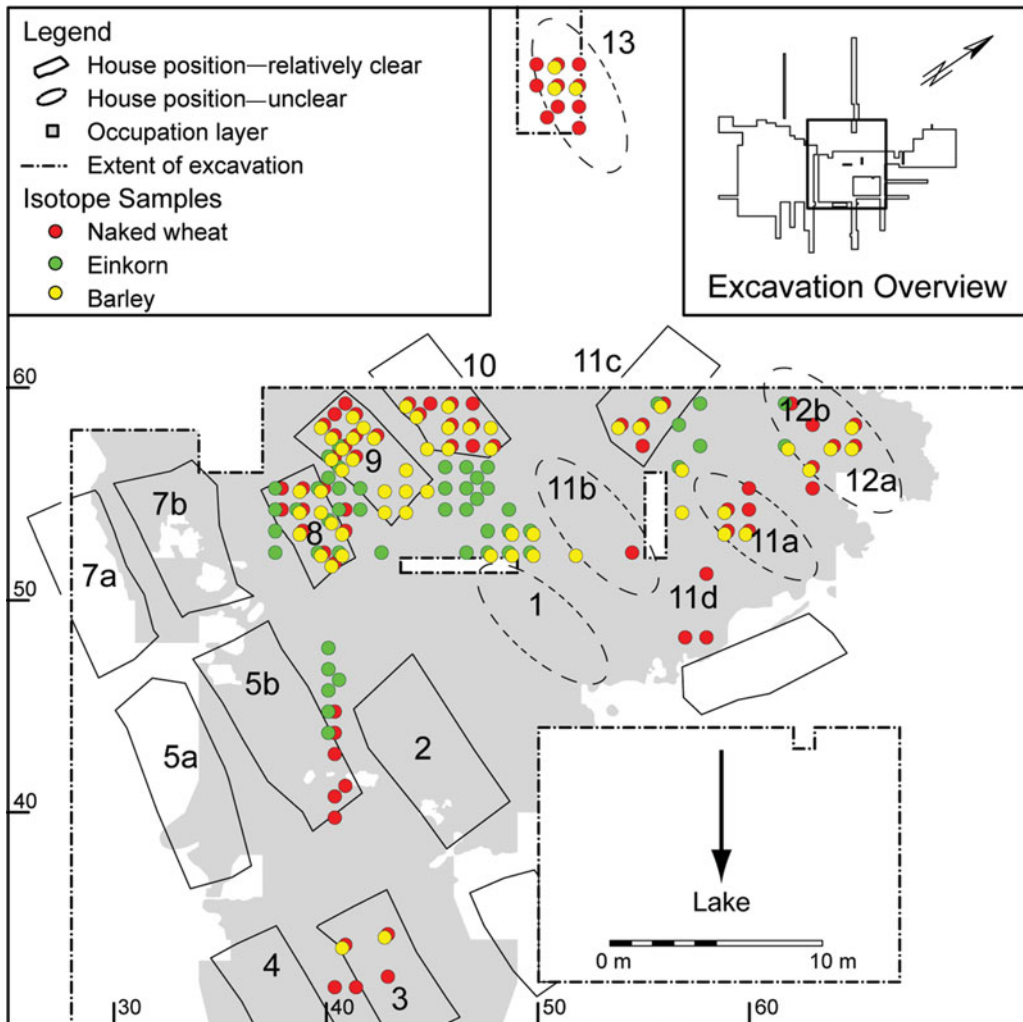 Legend
House position—relatively clear
House position—unclear
Occupation layer
Extent of excavation
Isotope Samples
Naked wheat
Einkorn
Barley
13
Excavation Overview
60
10
11c
12b
9
12a
7b
11b
8
11a
7a
50
1
11d
5b
5a
2
40
Lake
0 m
10 m
4
3
30
40
50
60